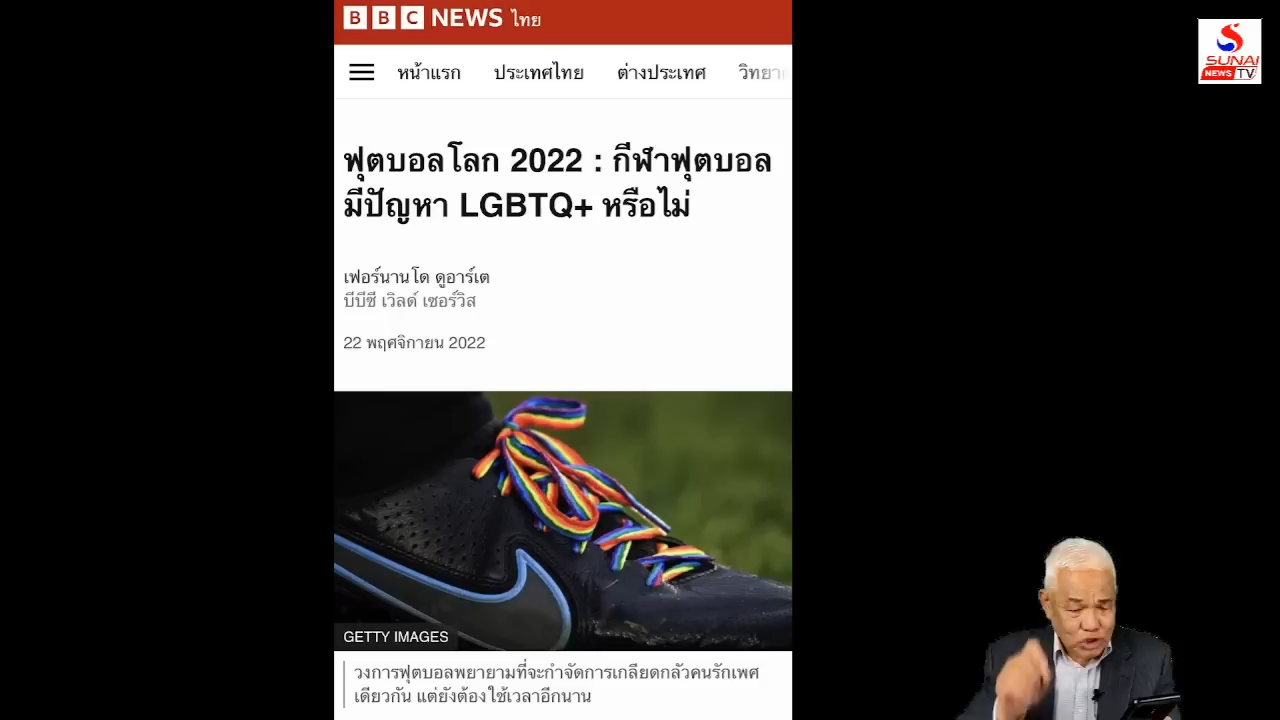 BBC NEWS ไทย
SUNAI
NEWS TV
หน้าแรก ประเทศไทย ต่างประเทศ
ฟุตบอลโลก 2022 : กีฬาฟุตบอล
มีปัญหา LGBTQ+ หรือไม่
เฟอร์นานโด ดูอาร์เต
บีบีซี เวิลด์ เซอร์วิส
22 พฤศจิกายน 2022
GETTY IMAGES
วงการฟุตบอลพยายามที่จะกำจัดการเกลียดกลัวคนรักเพศ
เดียวกัน แต่ยังต้องใช้เวลาอีกนาน